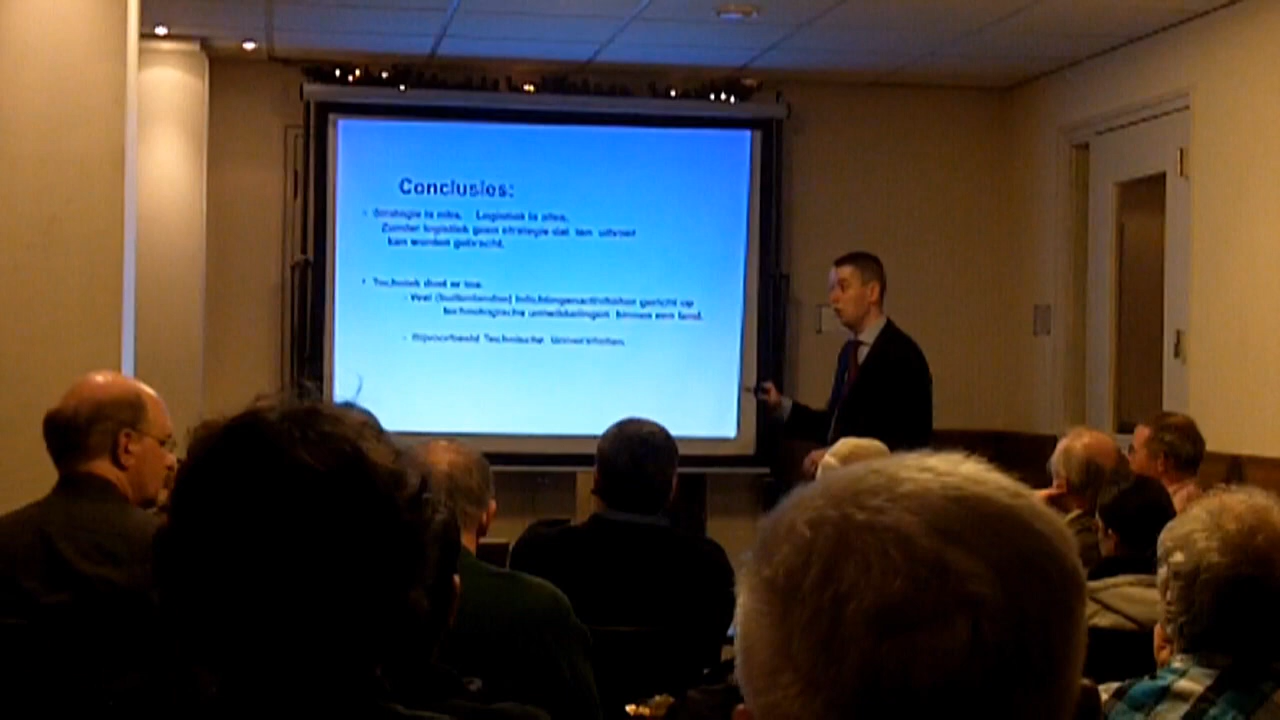 Conclusies:
Strategie is niks. Logistiek is alles.
Zonder logistiek geen strategie dat ten uitvoer
kan worden gebracht.
Techniek doet er toe.
- Veel (buitenlandse) inlichtingenactiviteiten gericht op
technologische ontwikkelingen binnen een land.
- Bijvoorbeeld Technische Universiteiten.